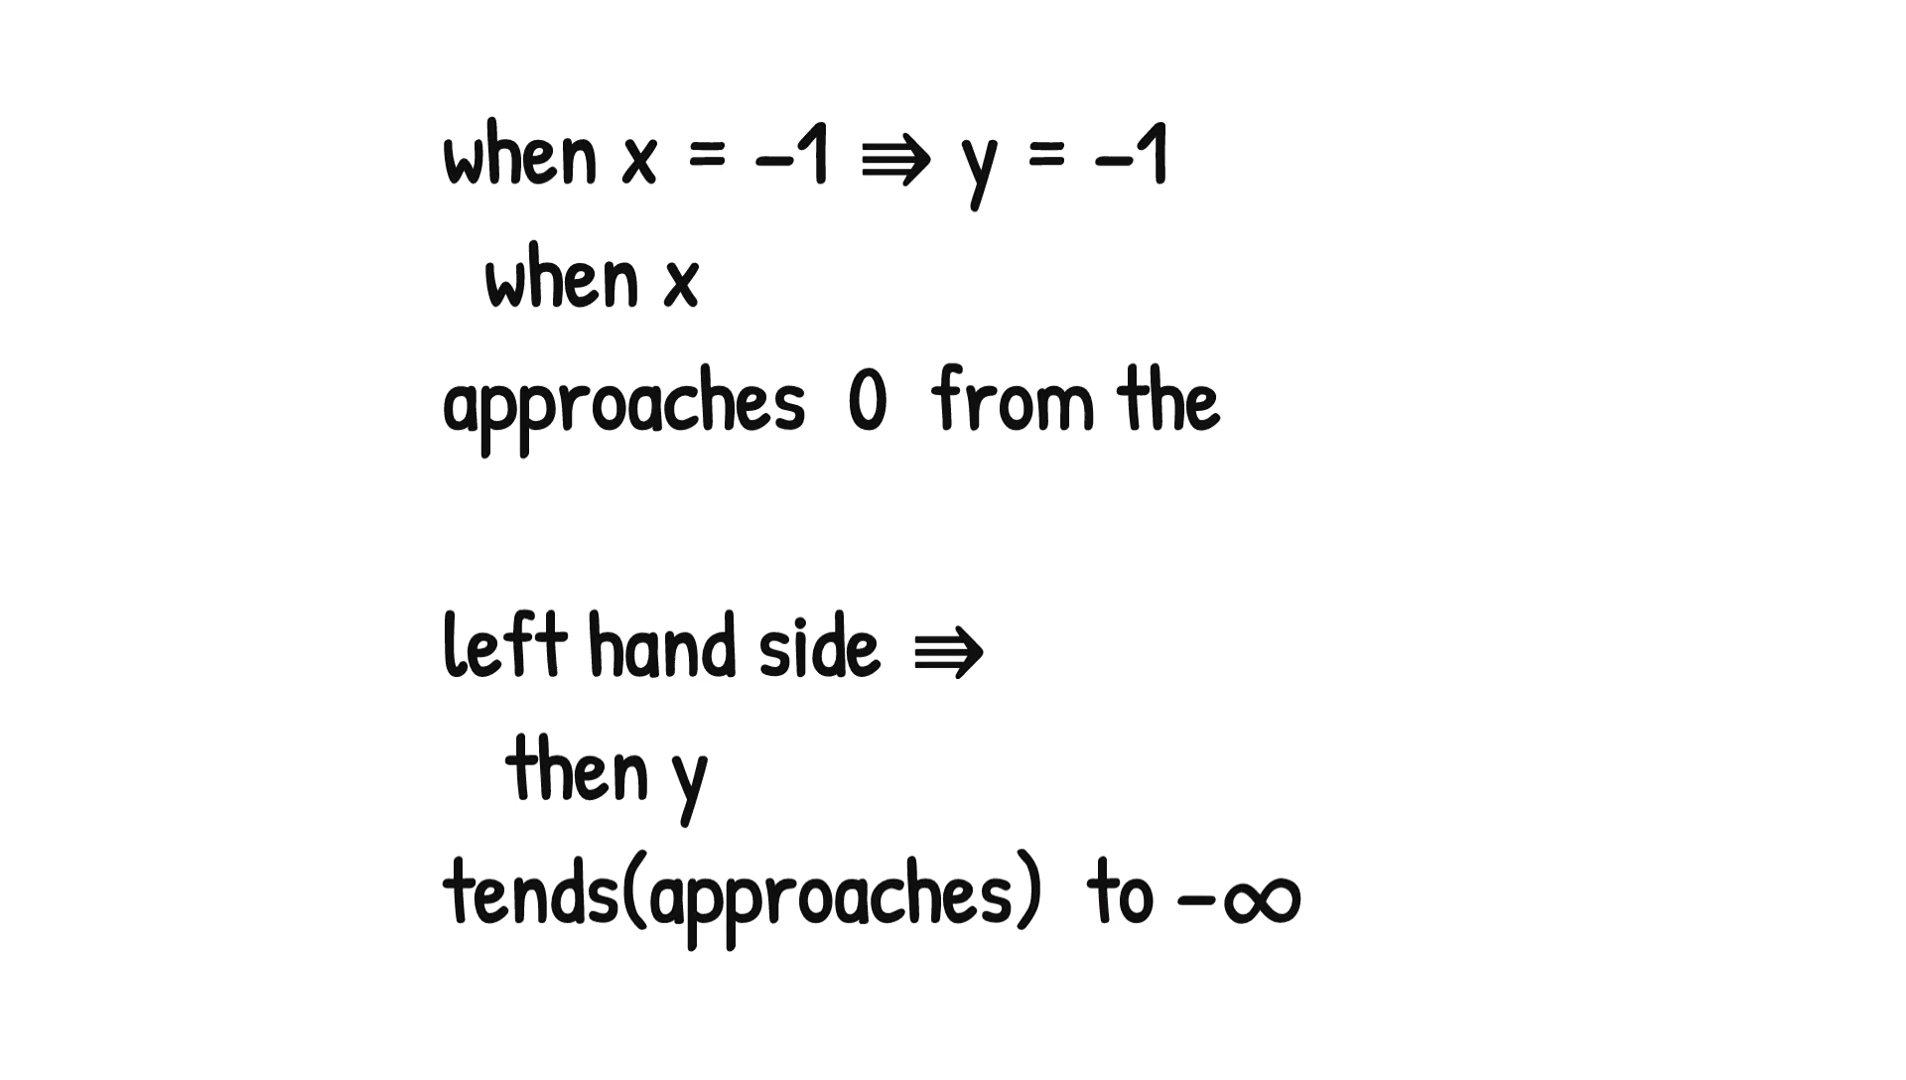 when x = -1 ⇛ y = -1
when x
approaches 0 from the
left hand side ⇛
then y
tends(approaches) to -∞